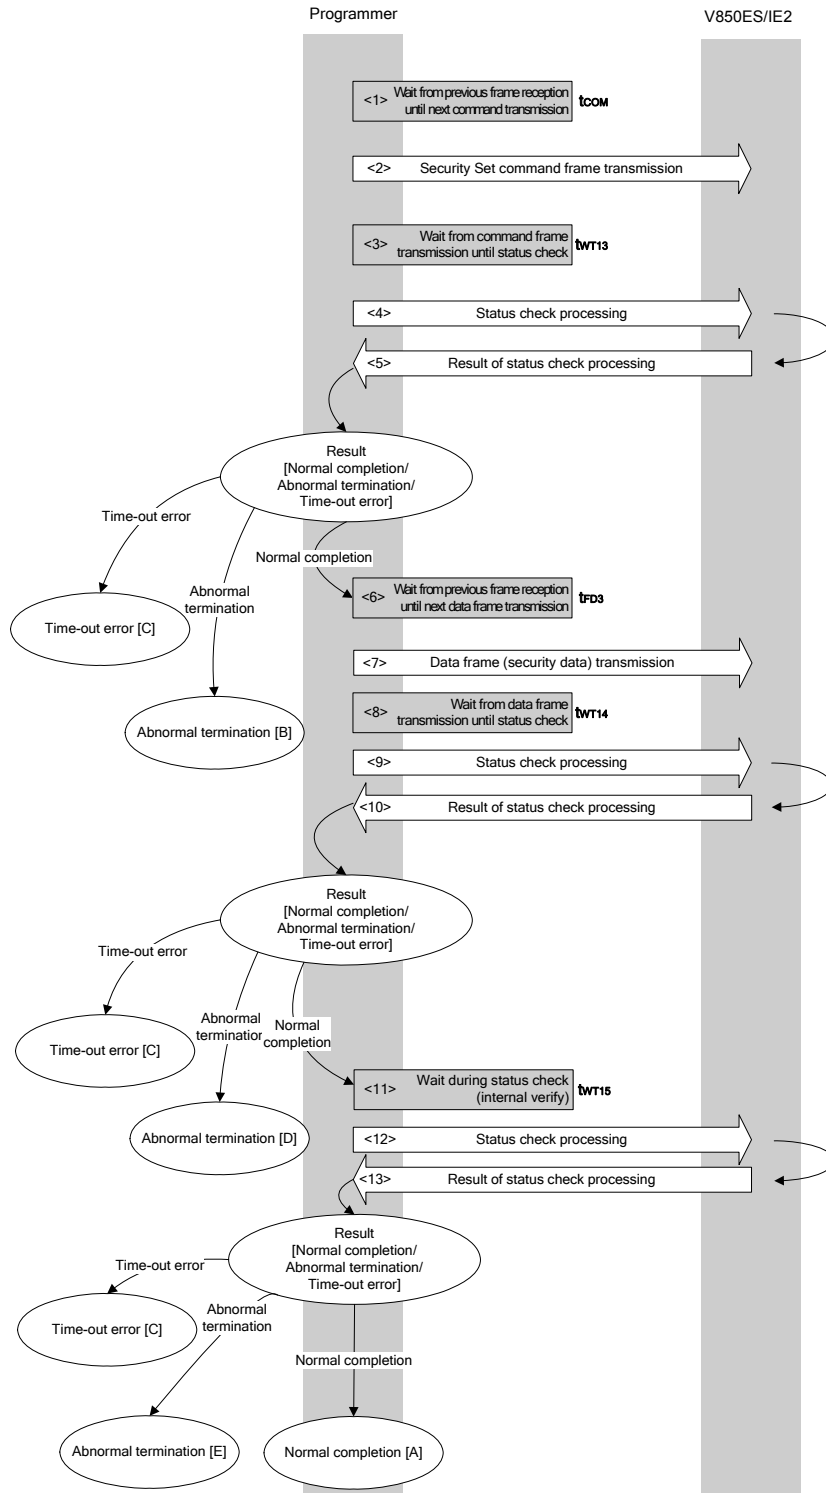 Programmer
V850ES/IE2
<1> Wait from previous frame reception
until next command transmission
tCOM
<2> Security Set command frame transmission
<3> Wait from command frame
transmission until status check
tWT13
<4> Status check processing
<5> Result of status check processing
Result
[Normal completion/
Abnormal termination/
Time-out error]
Time-out error
Normal completion
Abnormal
termination
<6> Wait from previous frame reception
until next data frame transmission
tFD3
Time-out error [C]
<7> Data frame (security data) transmission
<8> Wait from data frame
transmission until status check
tWT14
Abnormal termination [B]
<9> Status check processing
<10> Result of status check processing
Result
[Normal completion/
Abnormal termination/
Time-out error]
Time-out error
Abnormal
termination
Normal
completion
Time-out error [C]
<11> Wait during status check
(internal verify)
tWT15
Abnormal termination [D]
<12> Status check processing
<13> Result of status check processing
Result
[Normal completion/
Abnormal termination/
Time-out error]
Time-out error
Abnormal
termination
Time-out error [C]
Normal completion
Abnormal termination [E]
Normal completion [A]